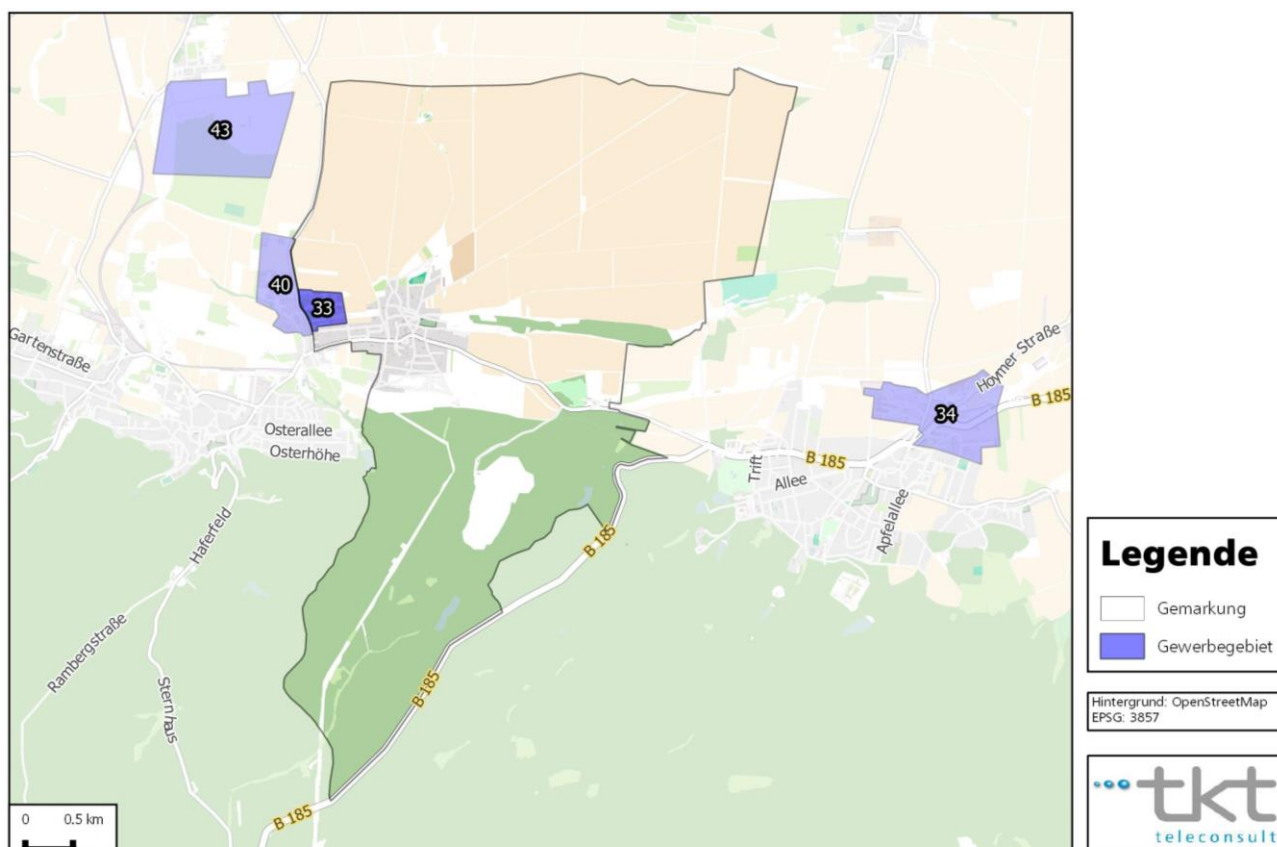 43
40
33
Gartenstraße
Hoymer Straße
B 185
34
Osterallee
Osterhöhe
B 185
Trift
Allee
Apfelallee
Haferfeld
B 185
Rambergstraße
Sternhaus
B 185
B 185
0 0.5 km
Legende
Gemarkung
Gewerbegebiet
Hintergrund: OpenStreetMap
EPSG: 3857
tkt
teleconsult